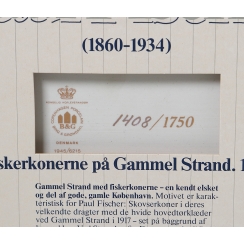 (1860-1934)
B&G
DENMARK
1408/1750
skerkonerne på Gammel Strand. 1
Gammel Strand med fiskerkonerne – en kendt elsket
og del af gode, gamle København. Motivet er karak-
teristisk for Paul Fischer: Skovserkoner i deres
velkendte dragter med de hvide hovedtørklæder
ved Gammel Strand i 1917 – set på baggrund af